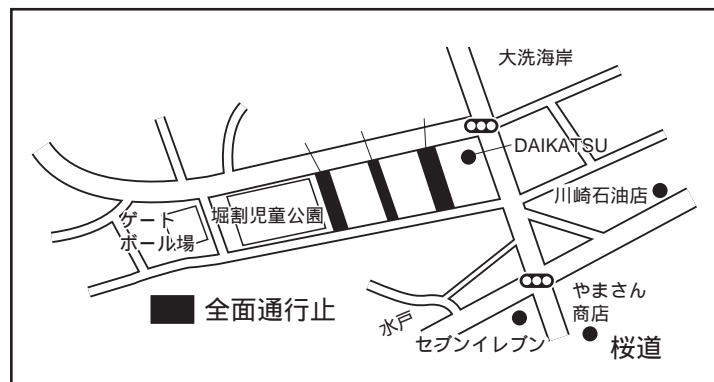 大洗海岸
DAIKATSU
川崎石油店
堀割児童公園
ゲート
ボール場
全面通行止
水戸
やまさん
商店
セブンイレブン
桜道